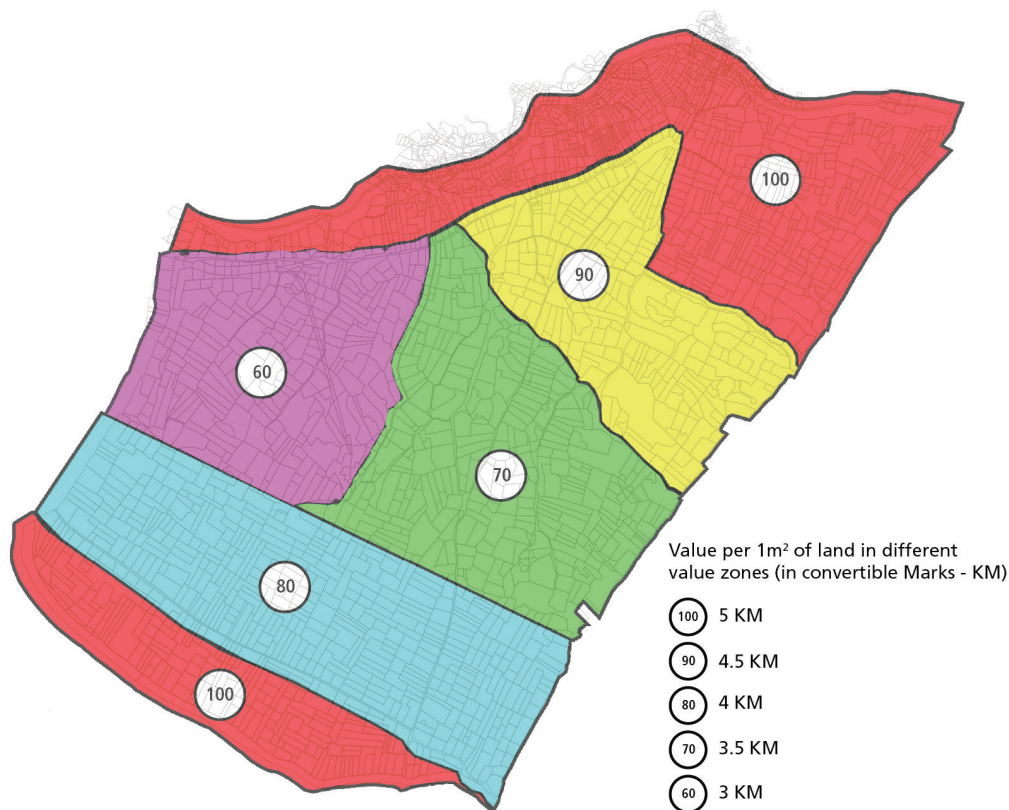 100
90
60
70
80
100
Value per 1m² of land in different
value zones (in convertible Marks - KM)
100 5 KM
90 4.5 KM
80 4 KM
70 3.5 KM
60 3 KM